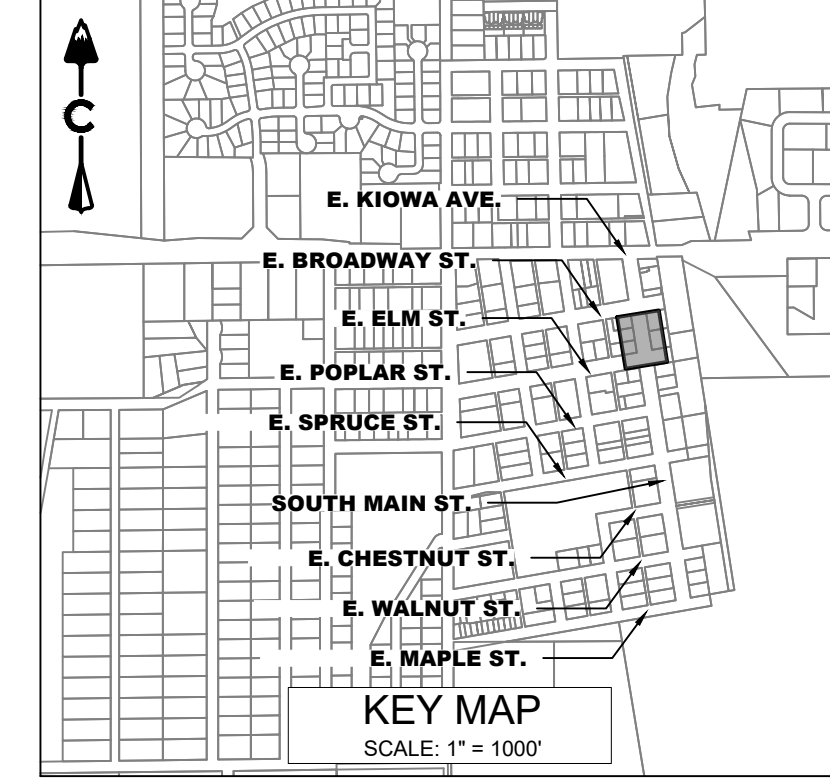 C
E. KIOWA AVE.
E. BROADWAY ST.
E. ELM ST.
E. POPLAR ST.
E. SPRUCE ST.
SOUTH MAIN ST.
E. CHESTNUT ST.
E. WALNUT ST.
E. MAPLE ST.
KEY MAP
SCALE: 1" = 1000'